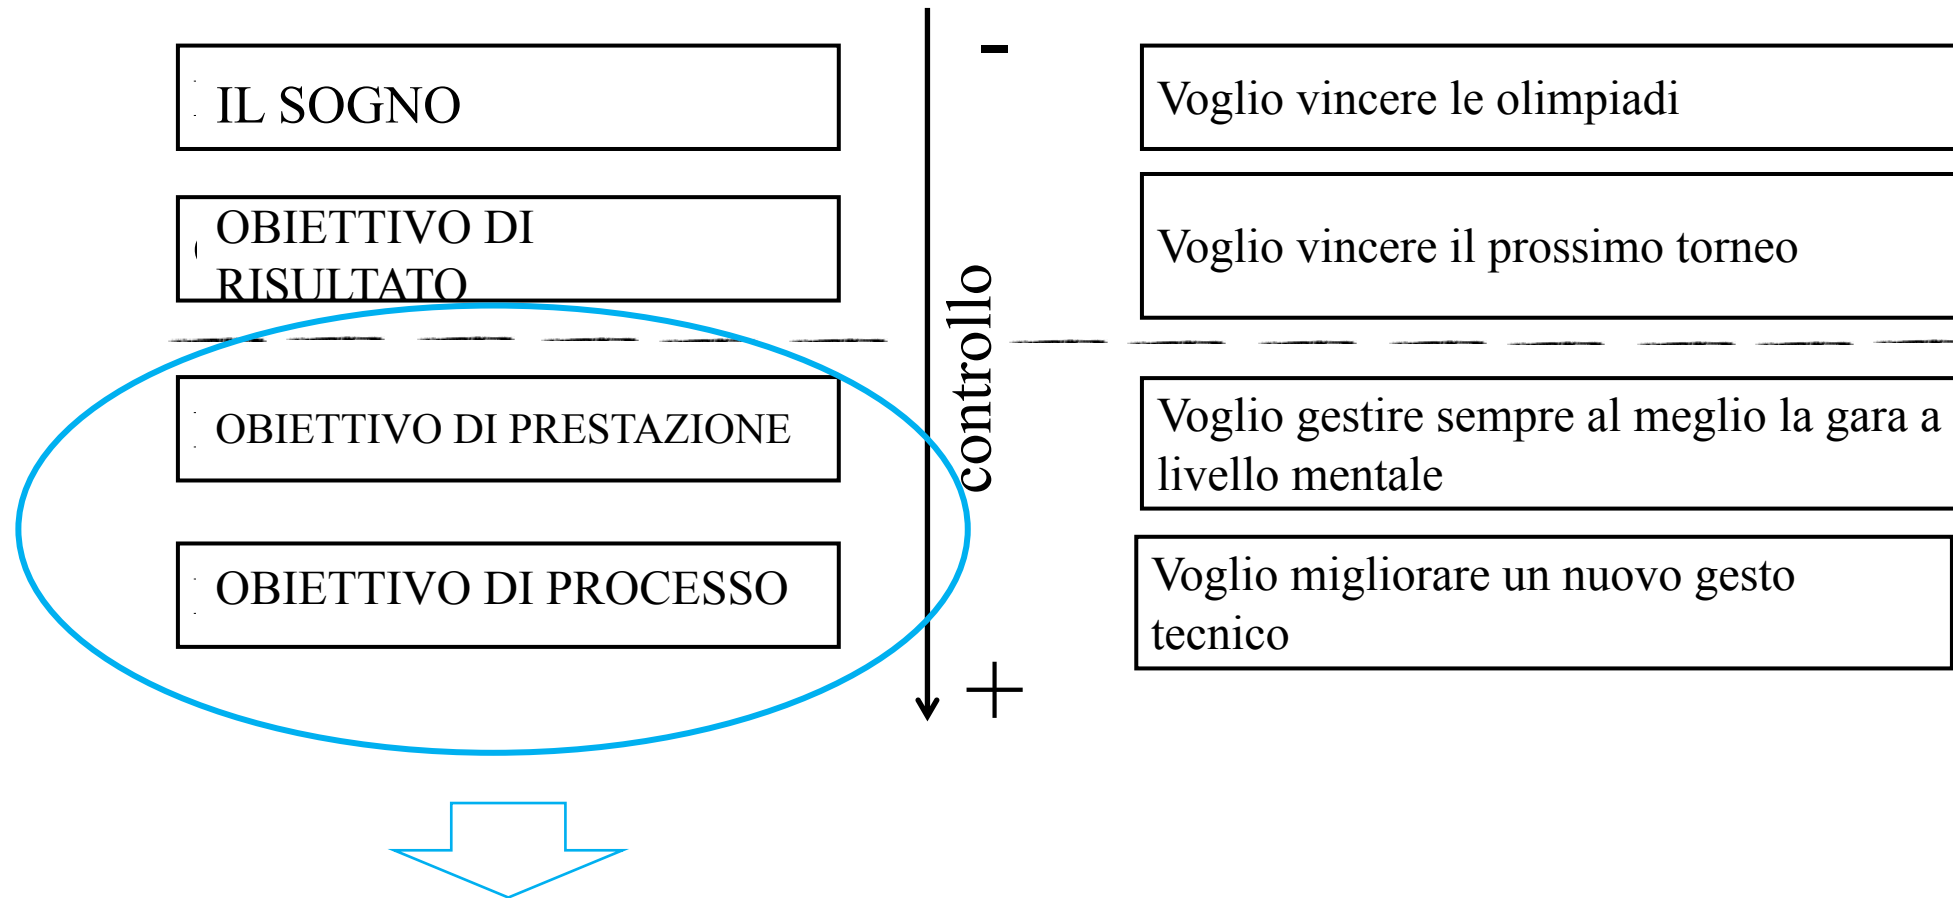 IL SOGNO
-
Voglio vincere le olimpiadi
OBIETTIVO DI
RISULTATO
Voglio vincere il prossimo torneo
controllo
OBIETTIVO DI PRESTAZIONE
Voglio gestire sempre al meglio la gara a
livello mentale
OBIETTIVO DI PROCESSO
Voglio migliorare un nuovo gesto
tecnico
+